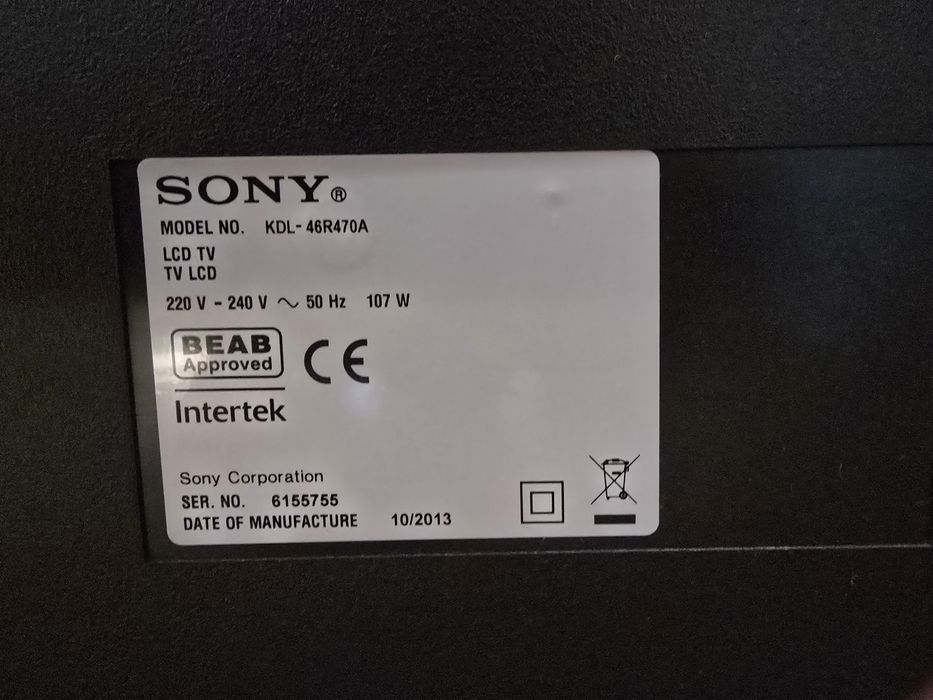 SONY®
MODEL NO. KDL-46R470A
LCD TV
TV LCD
220 V - 240 V ~ 50 Hz 107 W
BEAB
Approved
CE
Intertek
Sony Corporation
SER. NO. 6155755
DATE OF MANUFACTURE 10/2013